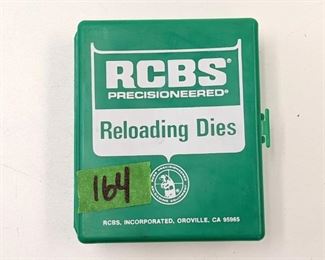 RCBS®
PRECISIONEERED®
Reloading Dies
164
RCBS, INCORPORATED, OROVILLE, CA 95965